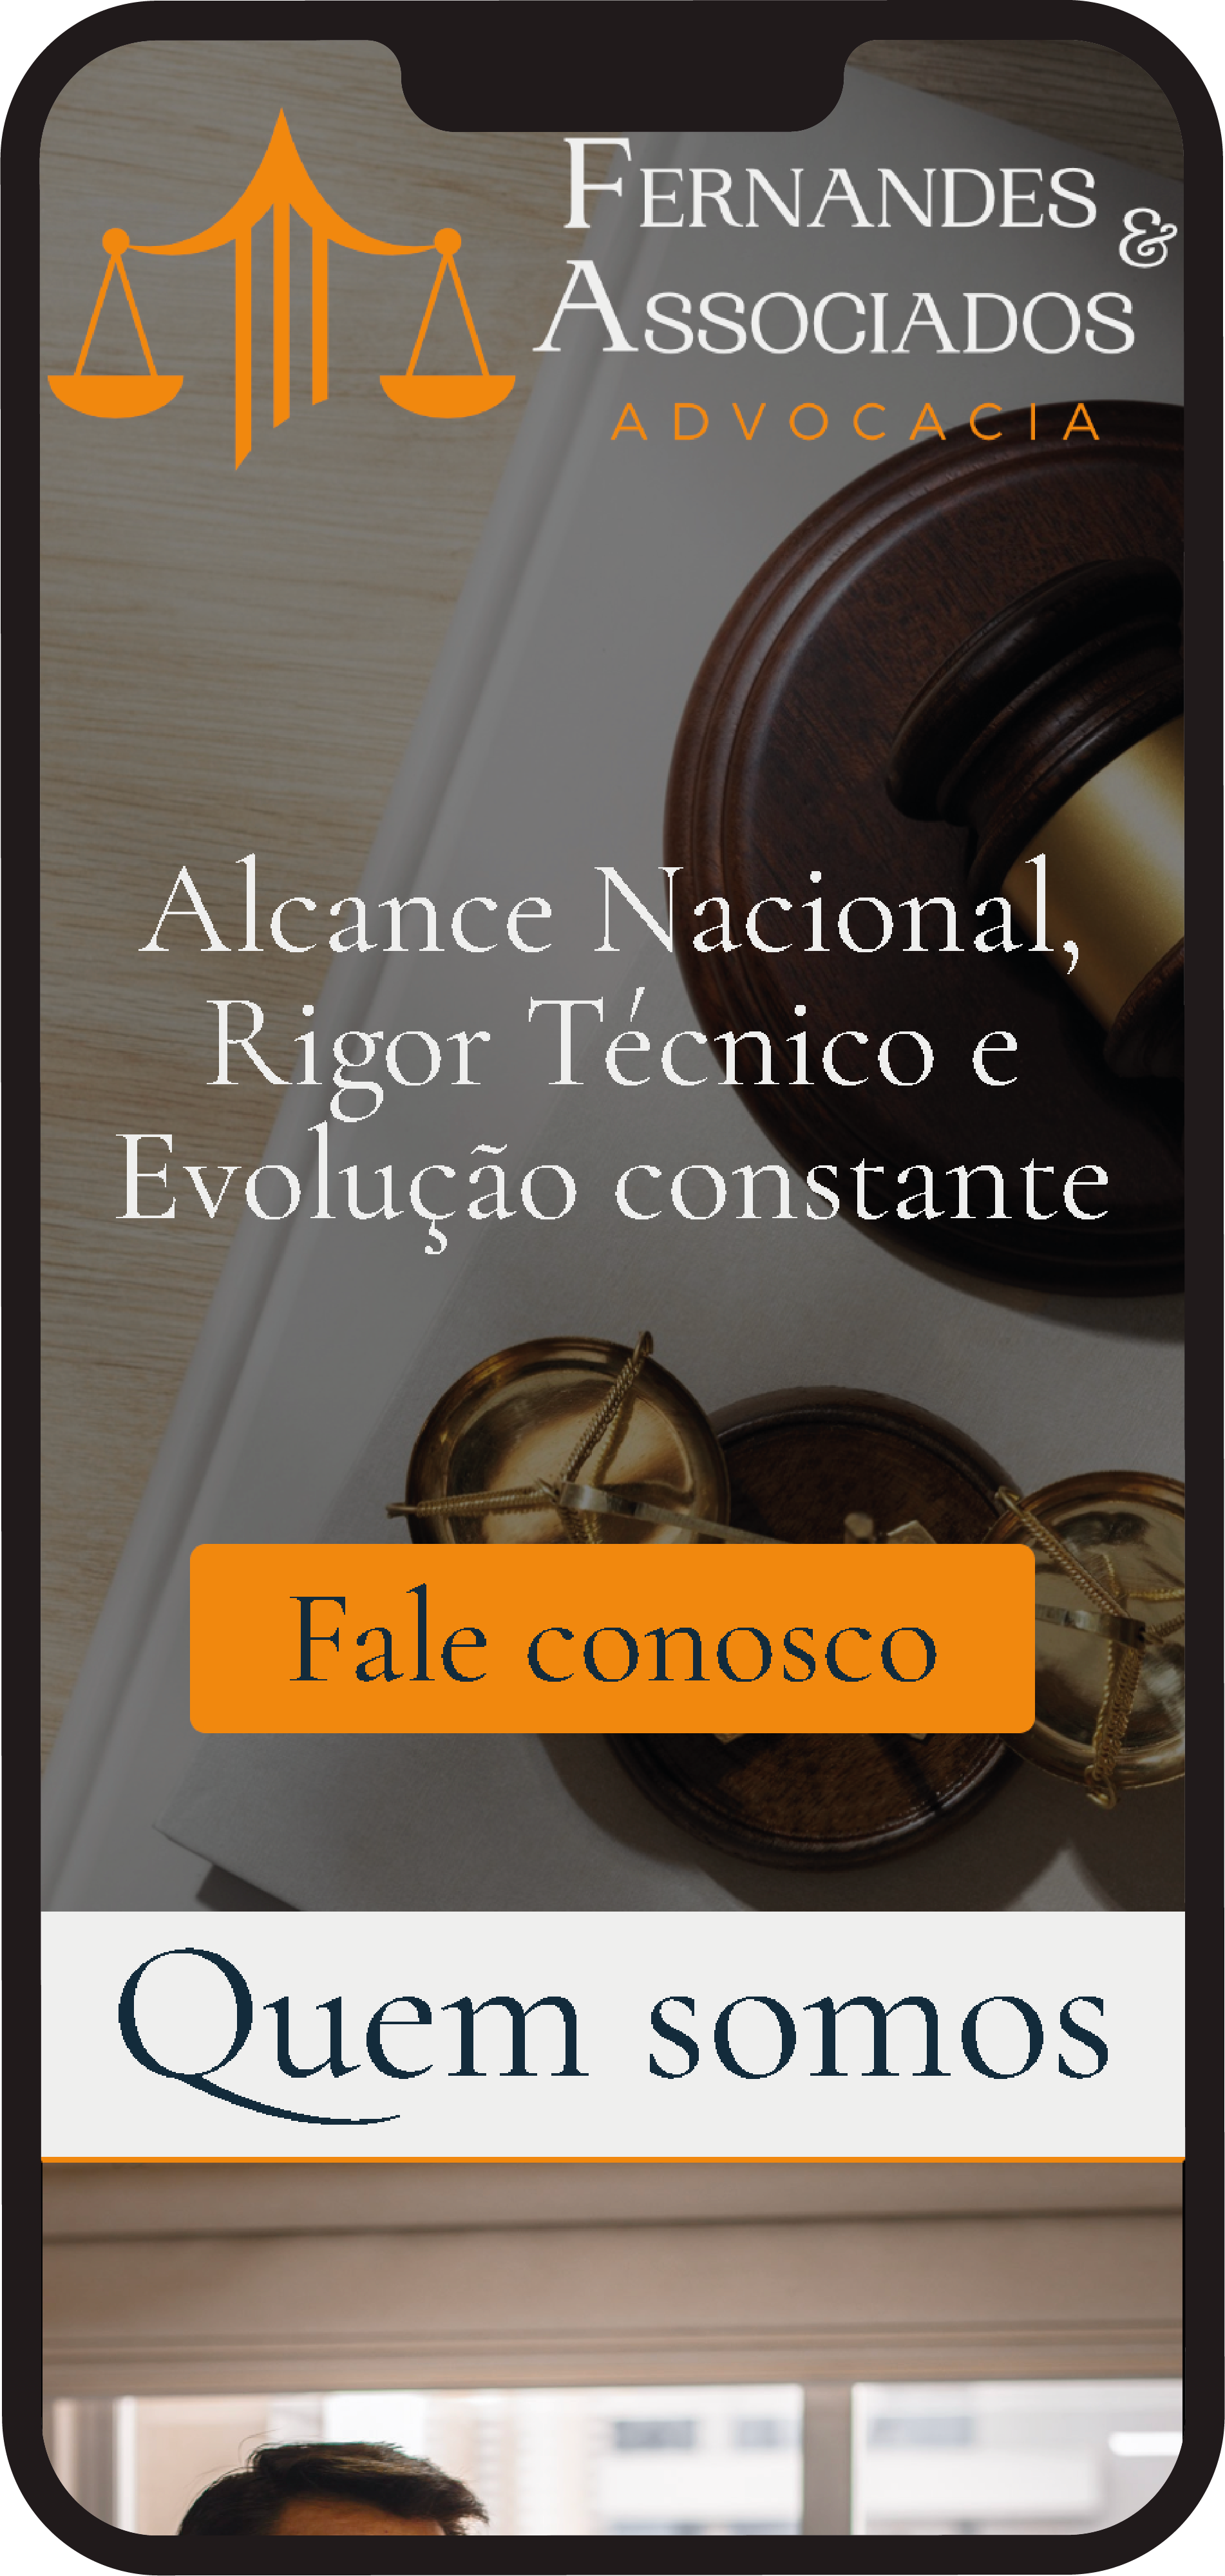 FERNANDES &
ASSOCIADOS
ADVOCACIA
Alcance Nacional,
Rigor Técnico e
Evolução constante
Fale conosco
Quem somos